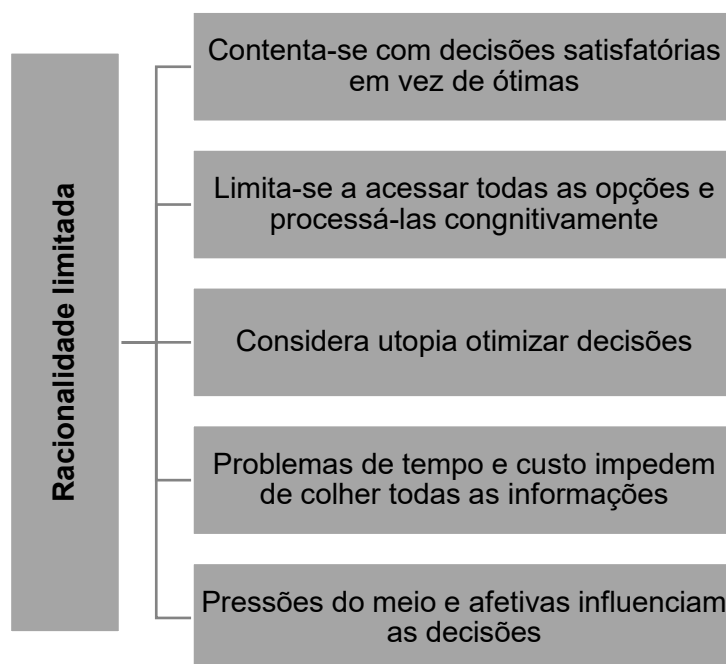 Racionalidade limitada
Contenta-se com decisões satisfatórias
em vez de ótimas
Limita-se a acessar todas as opções e
processá-las congnitivamente
Considera utopia otimizar decisões
Problemas de tempo e custo impedem
de colher todas as informações
Pressões do meio e afetivas influenciam
as decisões